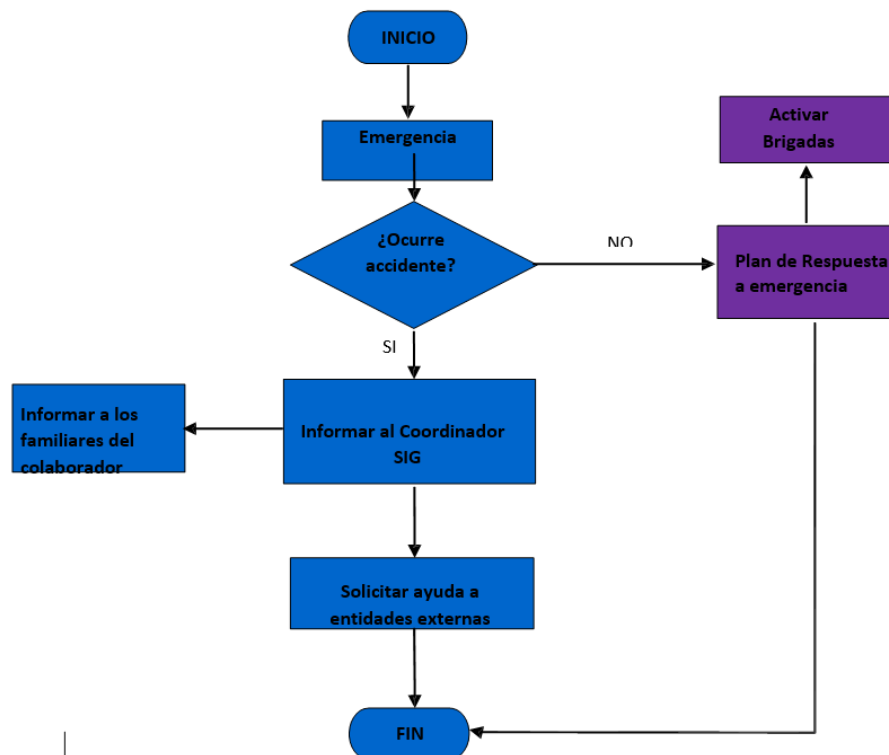 INICIO
Emergencia
Activar
Brigadas
¿Ocurre
accidente?
NO
Plan de Respuesta
a emergencia
SI
Informar a los
familiares del
colaborador
Informar al Coordinador
SIG
Solicitar ayuda a
entidades externas
FIN